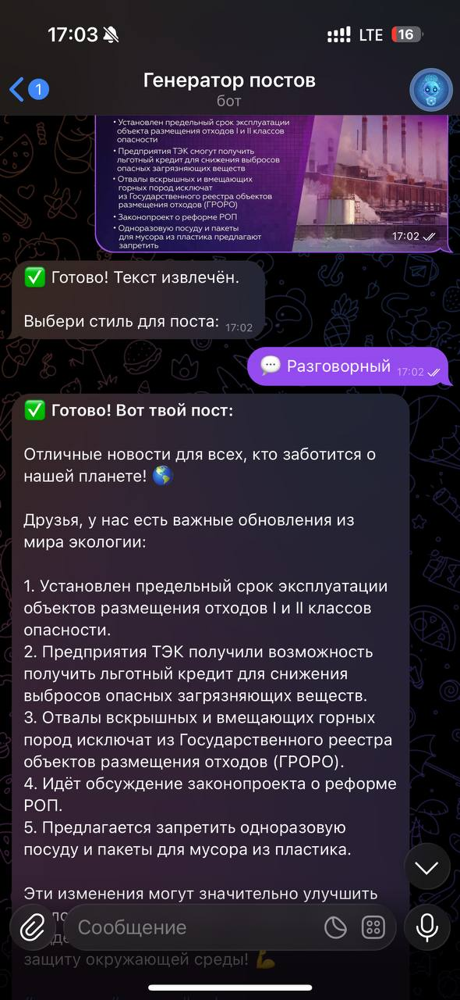 17:03
LTE
16
1
Генератор постов
бот
• Установлен предельный срок эксплуатации
объекта размещения отходов I и II классов
опасности
• Предприятия ТЭК смогут получить
льготный кредит для снижения выбросов
опасных загрязняющих веществ
• Отвалы вскрышных и вмещающих
горных пород исключат
из Государственного реестра объектов
размещения отходов (ГРОРО)
• Законопроект о реформе РОП
• Одноразовую посуду и пакеты
для мусора из пластика предлагают
запретить
17:02
✅ Готово! Текст извлечён.
Выбери стиль для поста:
17:02
💬 Разговорный
17:02
✅ Готово! Вот твой пост:
Отличные новости для всех, кто заботится о
нашей планете! 🌎
Друзья, у нас есть важные обновления из
мира экологии:
1. Установлен предельный срок эксплуатации
объектов размещения отходов I и II классов
опасности.
2. Предприятия ТЭК получили возможность
получить льготный кредит для снижения
выбросов опасных загрязняющих веществ.
3. Отвалы вскрышных и вмещающих горных
пород исключат из Государственного реестра
объектов размещения отходов (ГРОРО).
4. Идёт обсуждение законопроекта о реформе
РОП.
5. Предлагается запретить одноразовую
посуду и пакеты для мусора из пластика.
Эти изменения могут значительно улучшить
Сообщение
защиту окружающей среды! 💪